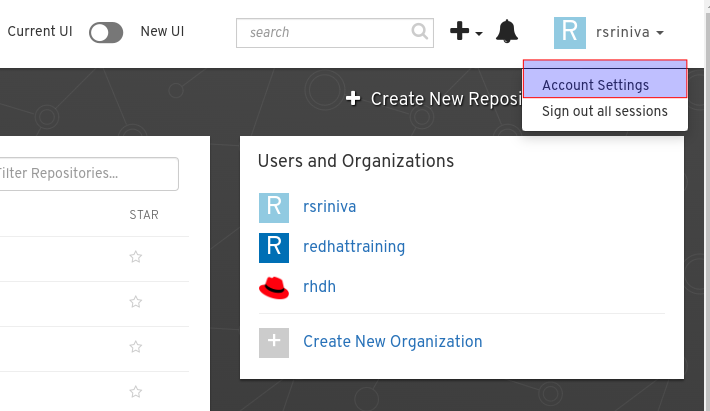 Current UI New UI search R rsriniva
Account Settings
Sign out all sessions
+ Create New Reposi
Users and Organizations
ilter Repositories...
STAR
R rsriniva
R redhattraining
rhdh
+ Create New Organization